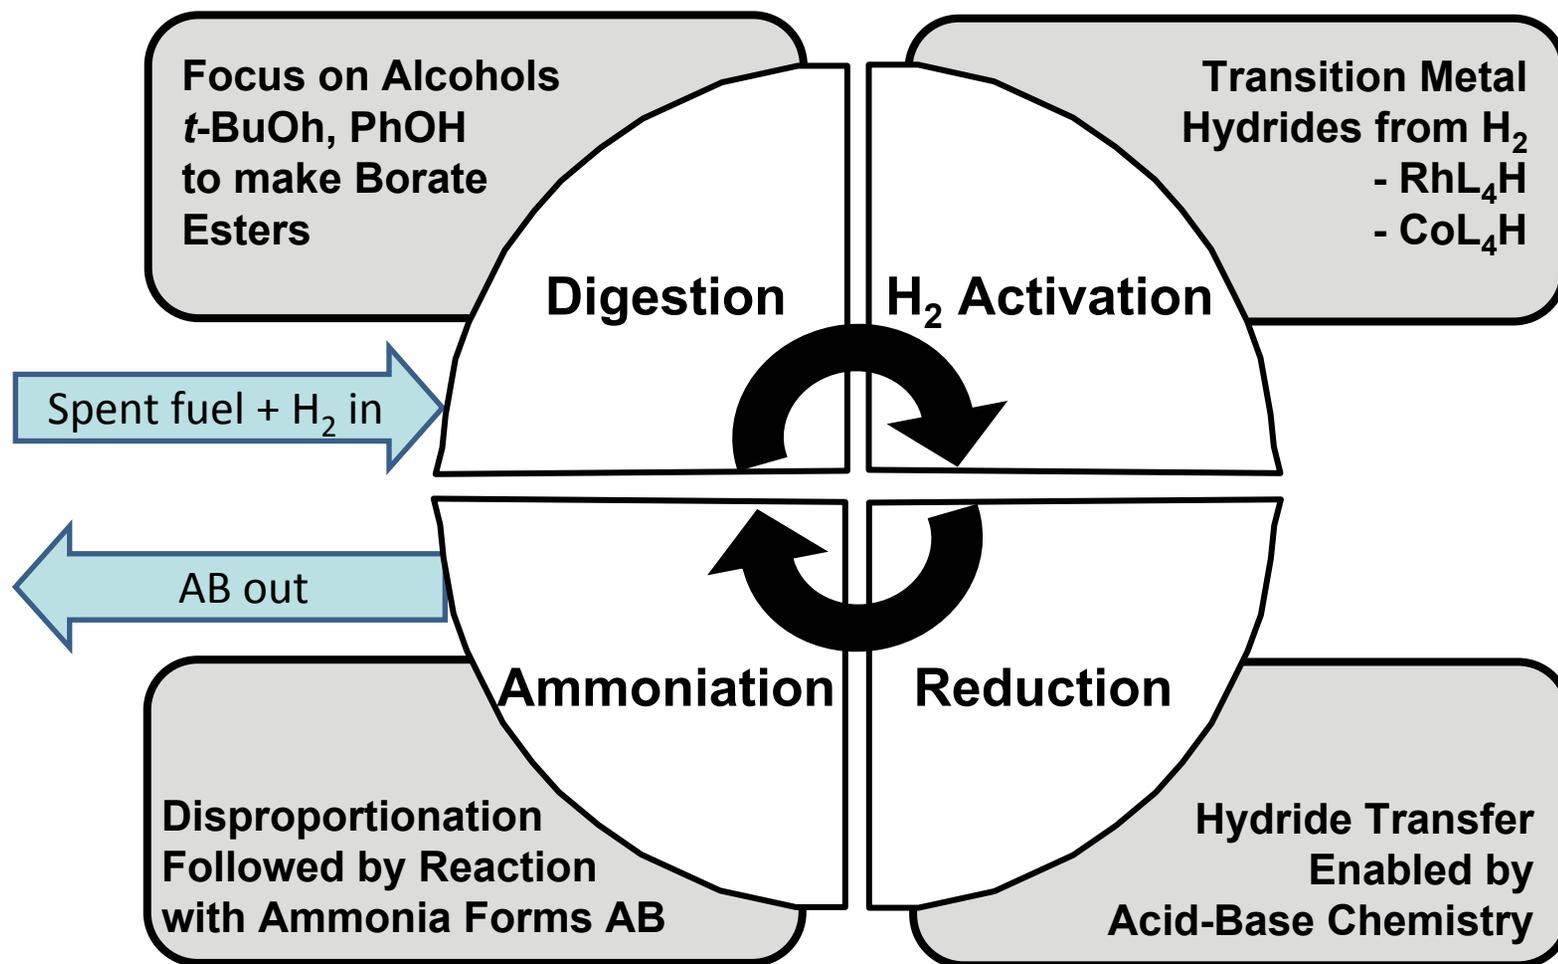 Focus on Alcohols
t-BuOh, PhOH
to make Borate
Esters
Transition Metal
Hydrides from H₂
- RhL₄H
- CoL₄H
Digestion
H₂ Activation
Spent fuel + H₂ in
AB out
Ammoniation
Reduction
Disproportionation
Followed by Reaction
with Ammonia Forms AB
Hydride Transfer
Enabled by
Acid-Base Chemistry